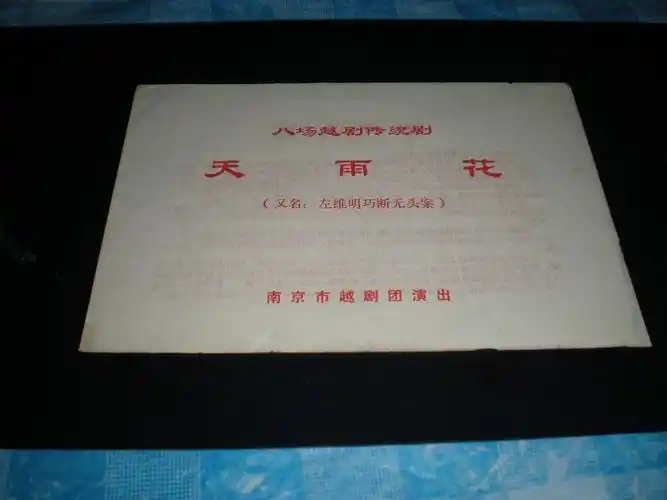 八场越剧传统剧
天雨花
（又名：左维明巧断无头案）
南京市越剧团演出